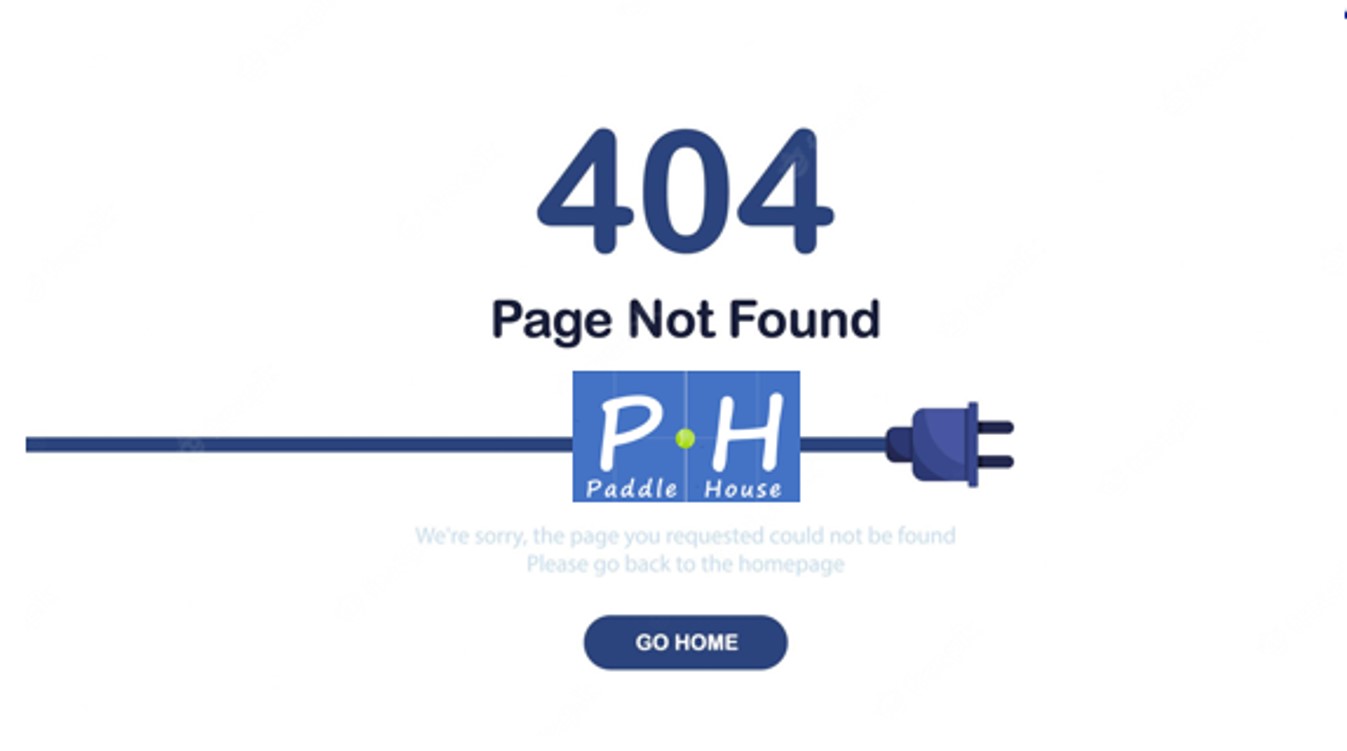 404
Page Not Found
P H
Paddle House
We're sorry, the page you requested could not be found
Please go back to the homepage
GO HOME